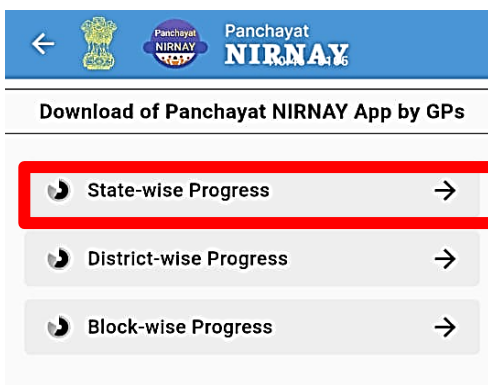 Panchayat
NIRNAY
Panchayat
NIRNAY
Download of Panchayat NIRNAY App by GPs
State-wise Progress
District-wise Progress
Block-wise Progress